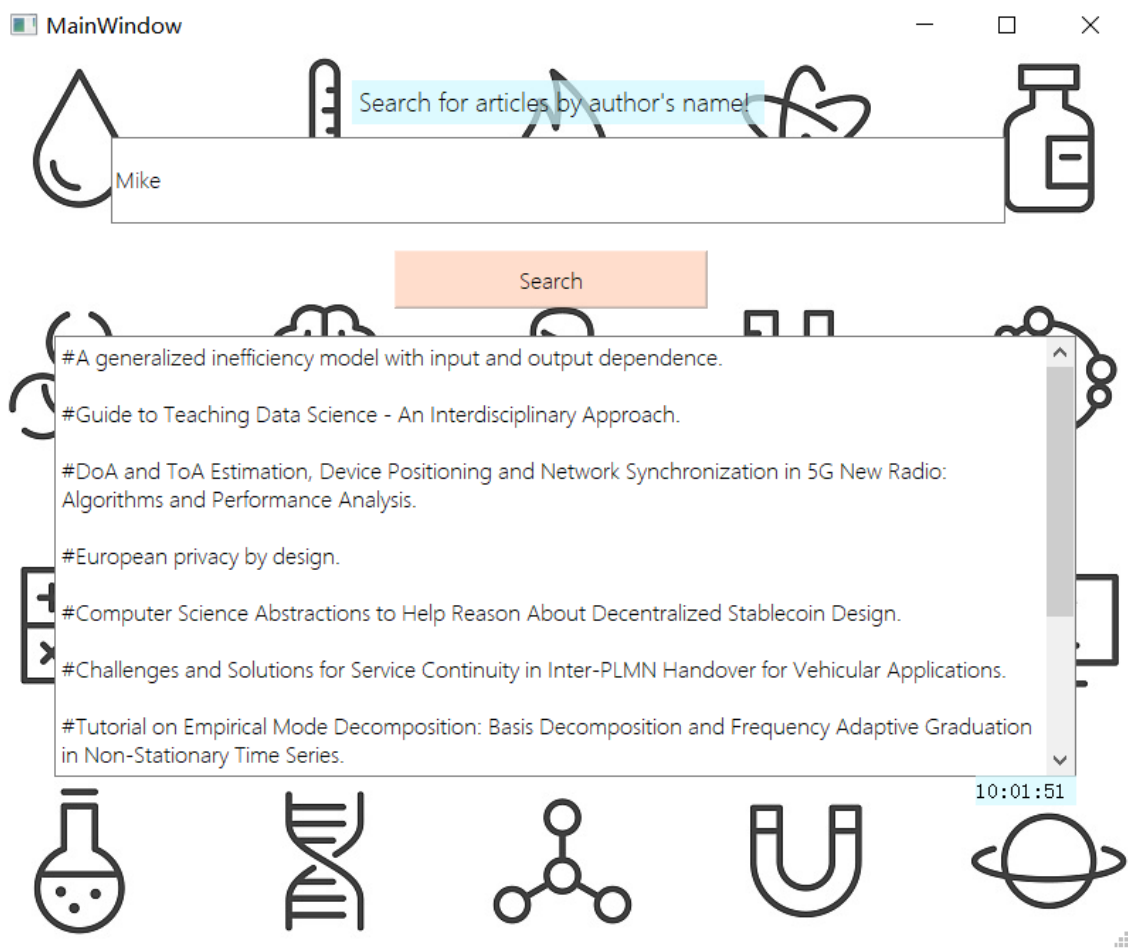 MainWindow
Search for articles by author's name!
Mike
Search
#A generalized inefficiency model with input and output dependence.
#Guide to Teaching Data Science - An Interdisciplinary Approach.
#DoA and ToA Estimation, Device Positioning and Network Synchronization in 5G New Radio:
Algorithms and Performance Analysis.
#European privacy by design.
#Computer Science Abstractions to Help Reason About Decentralized Stablecoin Design.
#Challenges and Solutions for Service Continuity in Inter-PLMN Handover for Vehicular Applications.
#Tutorial on Empirical Mode Decomposition: Basis Decomposition and Frequency Adaptive Graduation
in Non-Stationary Time Series.
10:01:51